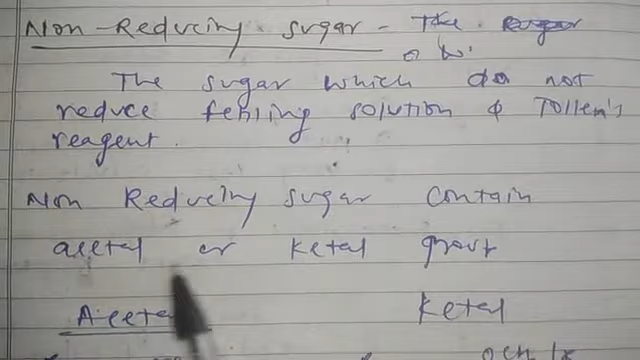 Non-Reducing sugar - The
The sugar which do not
reduce fehling solution & Tollen's
reagent.
Non Reducing sugar contain
acetal or ketal group
Aceta Ketal